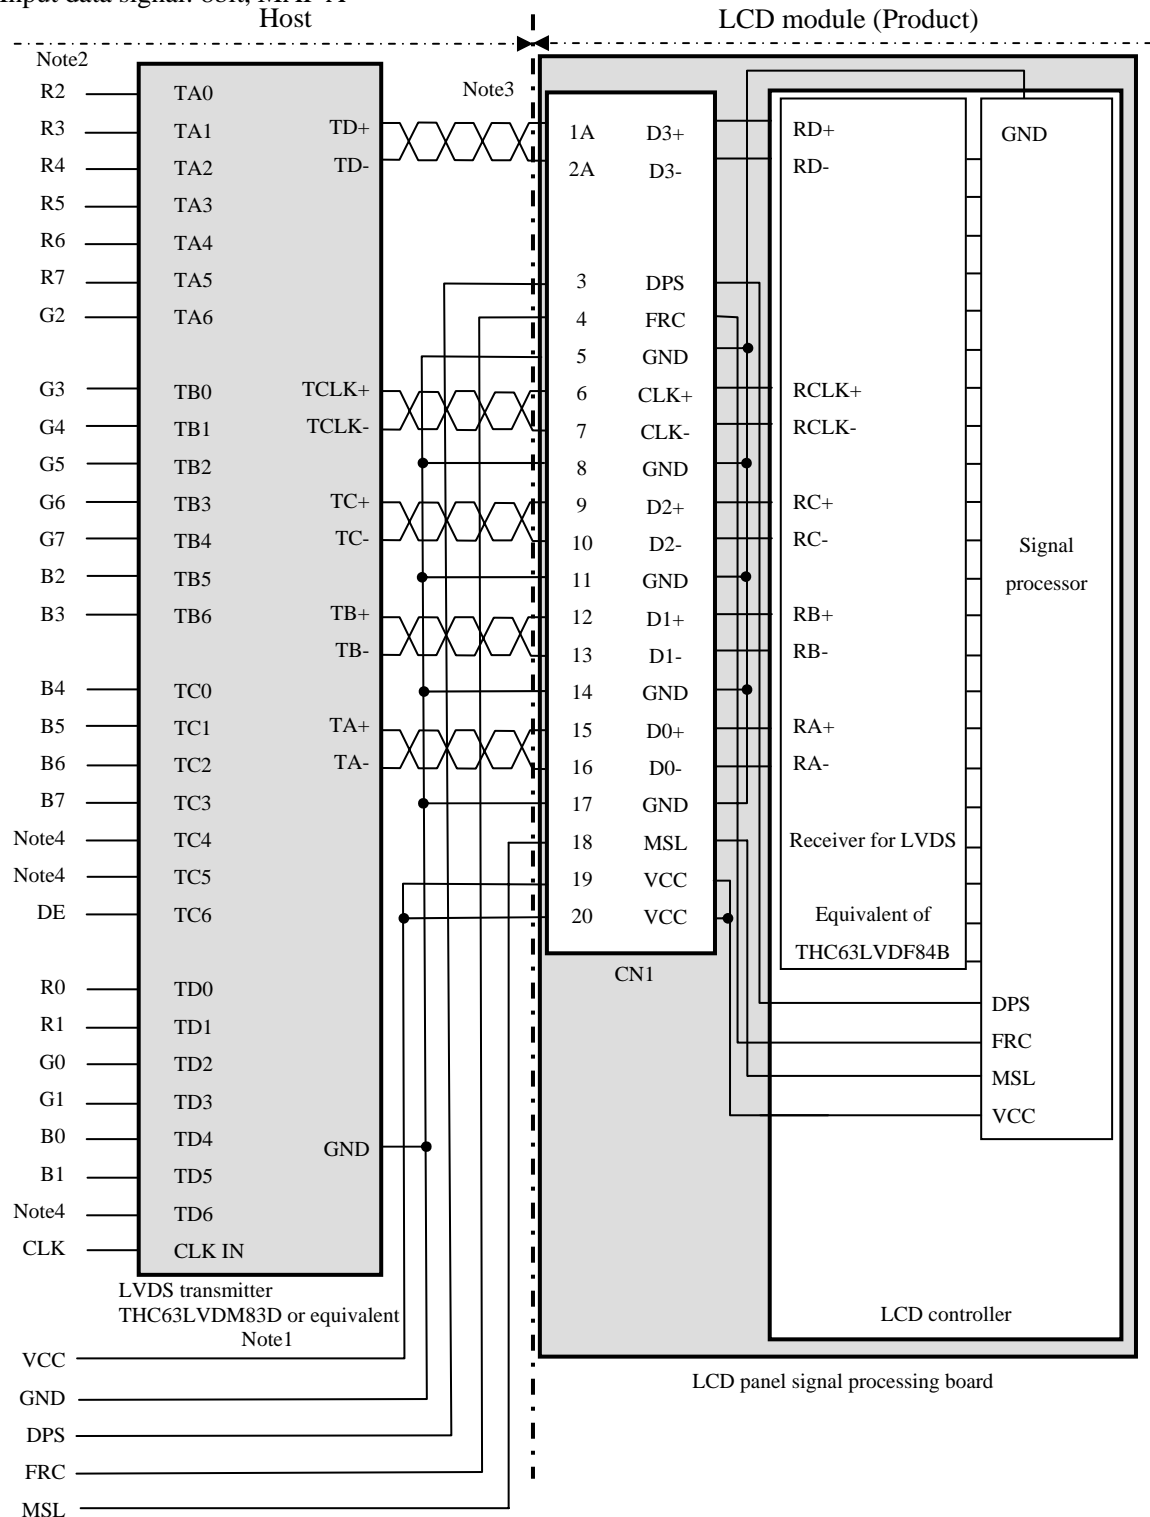 Input data signal: 8bit, MAP A
Host
LCD module (Product)
Note2
Note3
R2 TA0
R3 TA1 TD+ 1A D3+ RD+ GND
R4 TA2 TD- 2A D3- RD-
R5 TA3
R6 TA4
R7 TA5 3 DPS
G2 TA6 4 FRC
5 GND
G3 TB0 TCLK+ 6 CLK+ RCLK+
G4 TB1 TCLK- 7 CLK- RCLK-
G5 TB2 8 GND
G6 TB3 TC+ 9 D2+ RC+
G7 TB4 TC- 10 D2- RC- Signal
B2 TB5 11 GND processor
B3 TB6 TB+ 12 D1+ RB+
TB- 13 D1- RB-
B4 TC0 14 GND
B5 TC1 TA+ 15 D0+ RA+
B6 TC2 TA- 16 D0- RA-
B7 TC3 17 GND
Note4 TC4 18 MSL Receiver for LVDS
Note4 TC5 19 VCC
DE TC6 20 VCC Equivalent of
THC63LVDF84B
CN1
R0 TD0 DPS
R1 TD1
G0 TD2 FRC
G1 TD3 MSL
B0 TD4 GND VCC
B1 TD5
Note4 TD6
CLK CLK IN
LVDS transmitter
THC63LVDM83D or equivalent
Note1
LCD controller
LCD panel signal processing board
VCC
GND
DPS
FRC
MSL